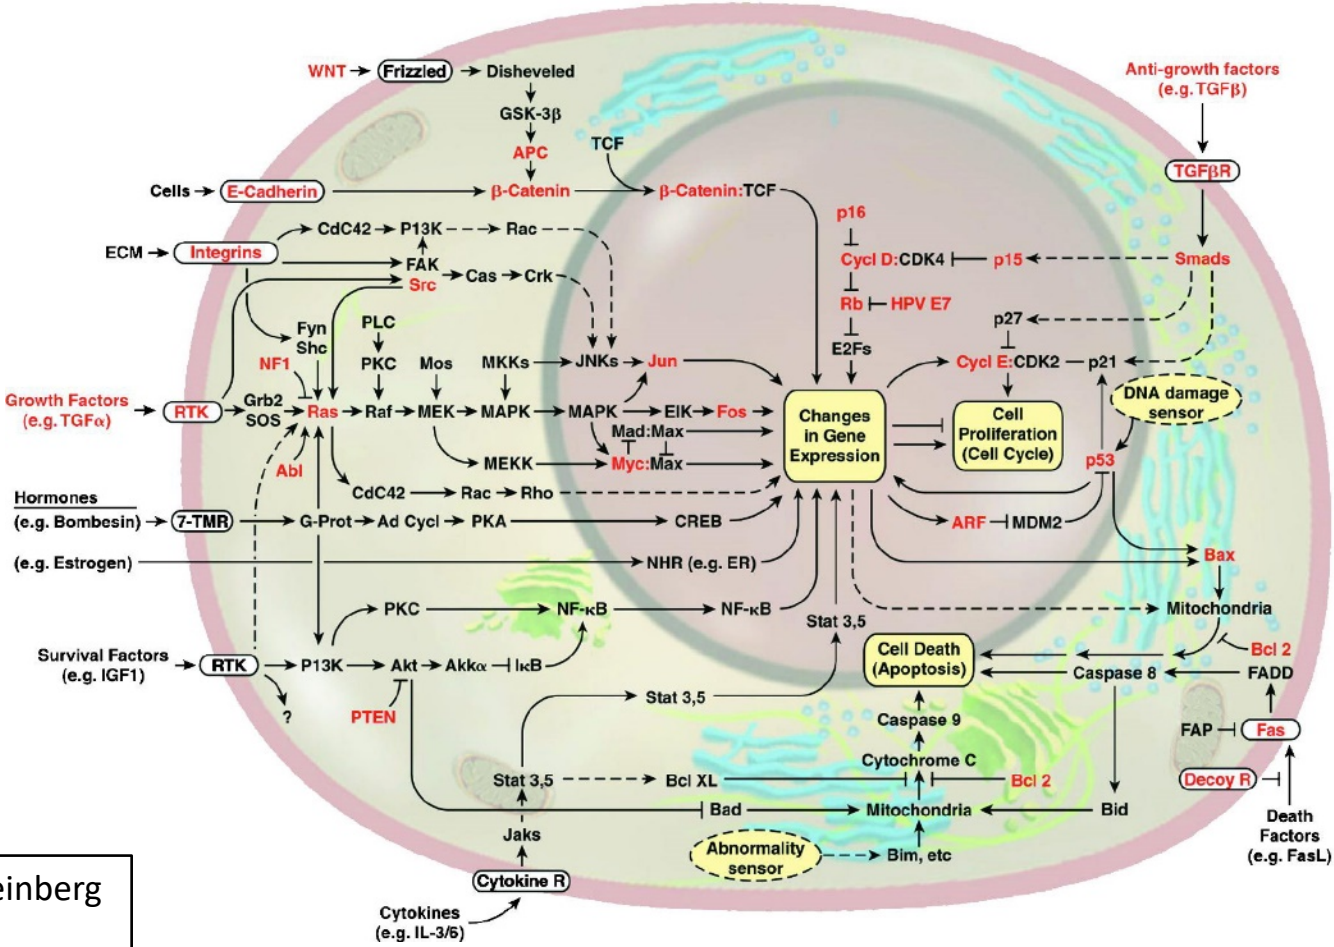 WNT
Frizzled
Disheveled
GSK-3β
APC
TCF
Cells
E-Cadherin
β-Catenin
β-Catenin:TCF
Anti-growth factors
(e.g. TGFβ)
TGFβR
Smads
ECM
Integrins
CdC42
P13K
Rac
FAK
Src
Cas
Crk
p16
Cycl D:CDK4
p15
Rb
HPV E7
E2Fs
p27
Cycl E:CDK2
p21
Fyn
Shc
PLC
PKC
NF1
Mos
MKKs
JNKs
Jun
Growth Factors
(e.g. TGFα)
RTK
Grb2
SOS
Ras
Raf
MEK
MAPK
MAPK
ElK
Fos
Mad:Max
Myc:Max
MEKK
Abl
CdC42
Rac
Rho
Changes
in Gene
Expression
Cell
Proliferation
(Cell Cycle)
DNA damage
sensor
p53
Hormones
(e.g. Bombesin)
7-TMR
G-Prot
Ad Cycl
PKA
CREB
ARF
MDM2
(e.g. Estrogen)
NHR (e.g. ER)
Bax
PKC
NF-κB
NF-κB
Stat 3,5
Mitochondria
Survival Factors
(e.g. IGF1)
RTK
P13K
Akt
Akkα
IκB
Cell Death
(Apoptosis)
Bcl 2
Caspase 8
FADD
?
PTEN
Stat 3,5
Caspase 9
FAP
Fas
Cytochrome C
Stat 3,5
Bcl XL
Bcl 2
Decoy R
Bad
Mitochondria
Bid
Death
Factors
(e.g. FasL)
Jaks
Abnormality
sensor
Bim, etc
Cytokine R
Cytokines
(e.g. IL-3/6)
einberg